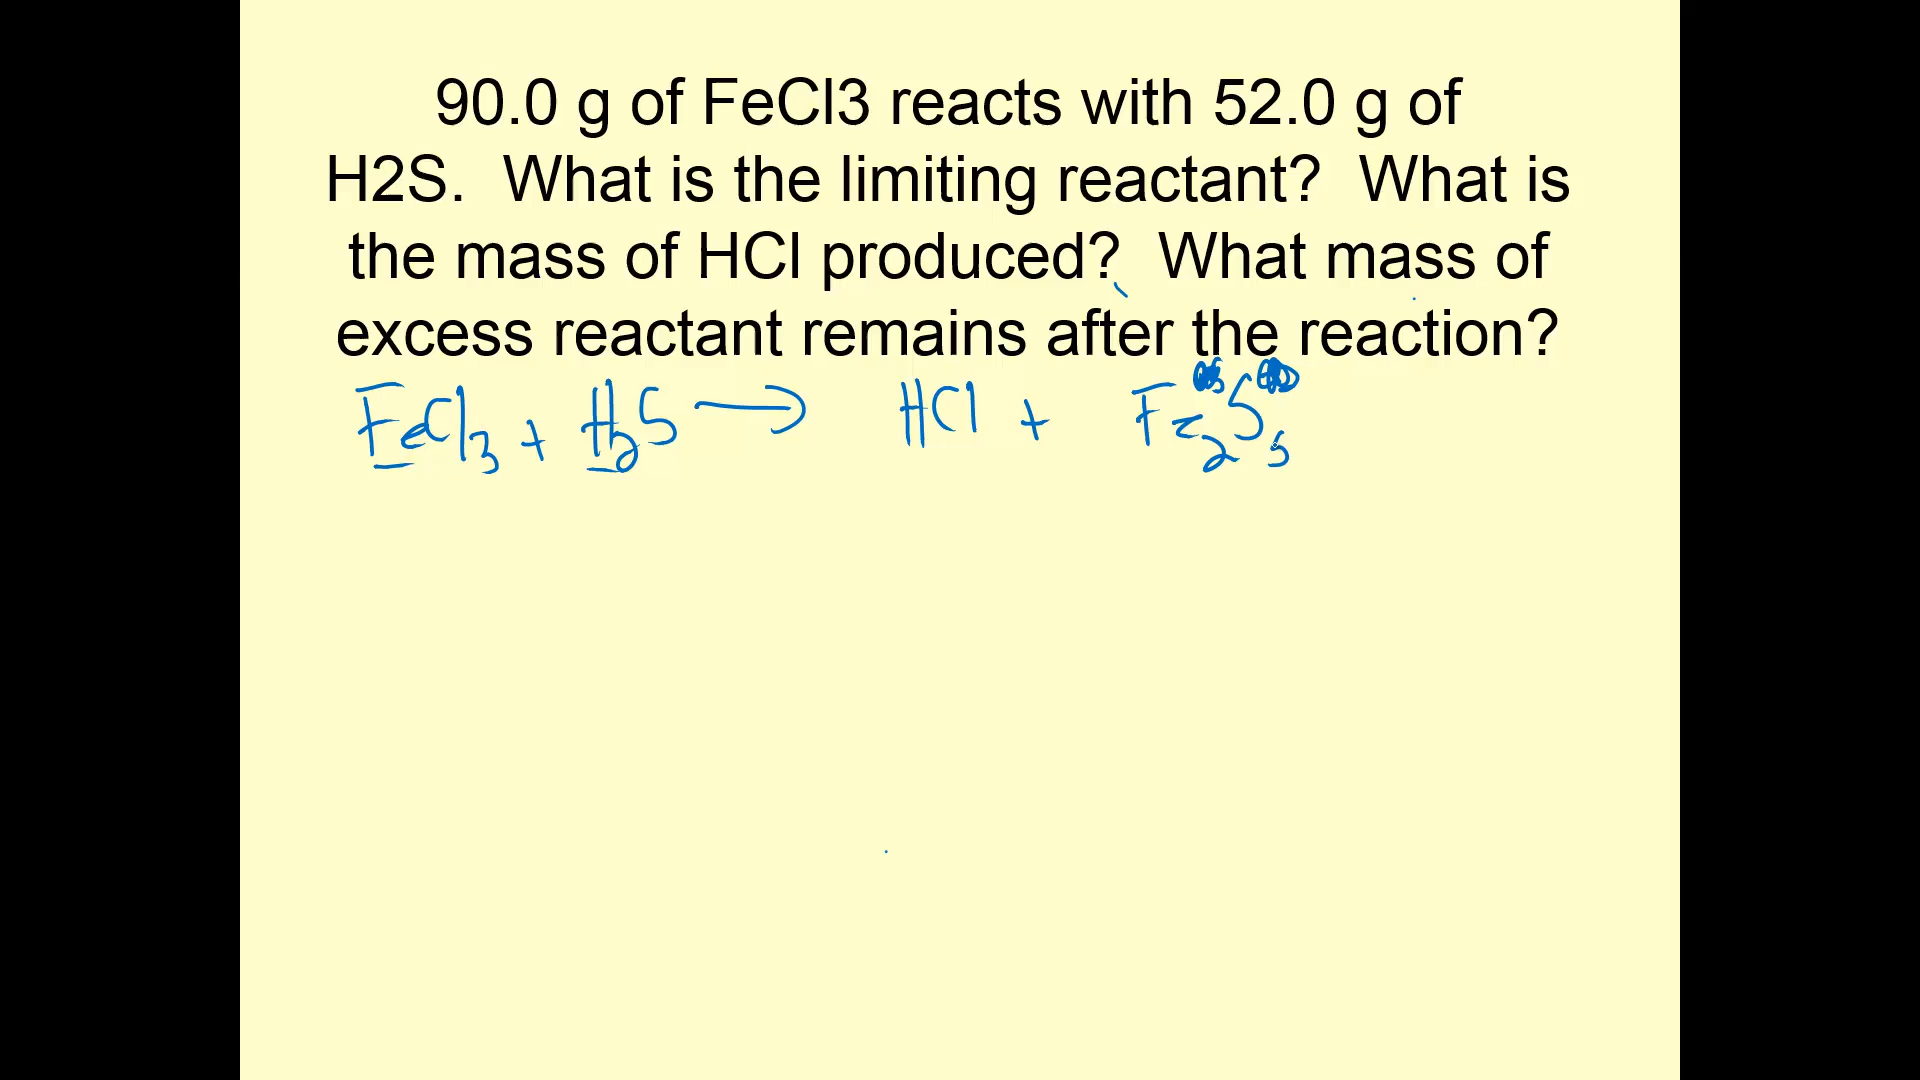 90.0 g of FeCl3 reacts with 52.0 g of
H2S. What is the limiting reactant? What is
the mass of HCl produced? What mass of
excess reactant remains after the reaction?
FeCl3 + H2S → HCl + Fe2S3